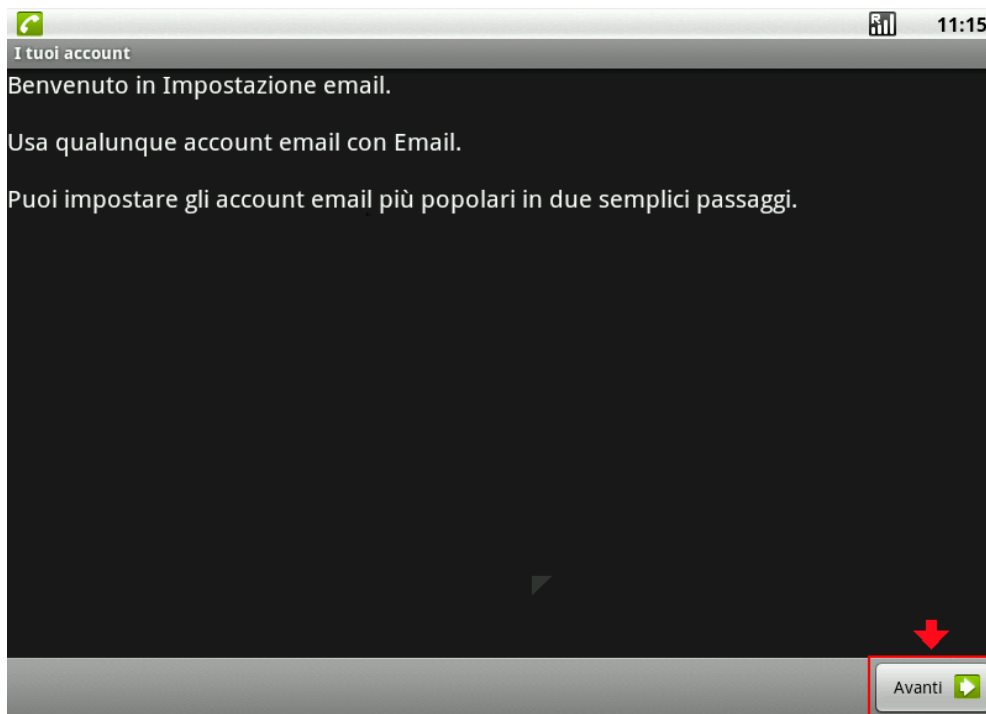 R
11:15
I tuoi account
Benvenuto in Impostazione email.
Usa qualunque account email con Email.
Puoi impostare gli account email più popolari in due semplici passaggi.
Avanti